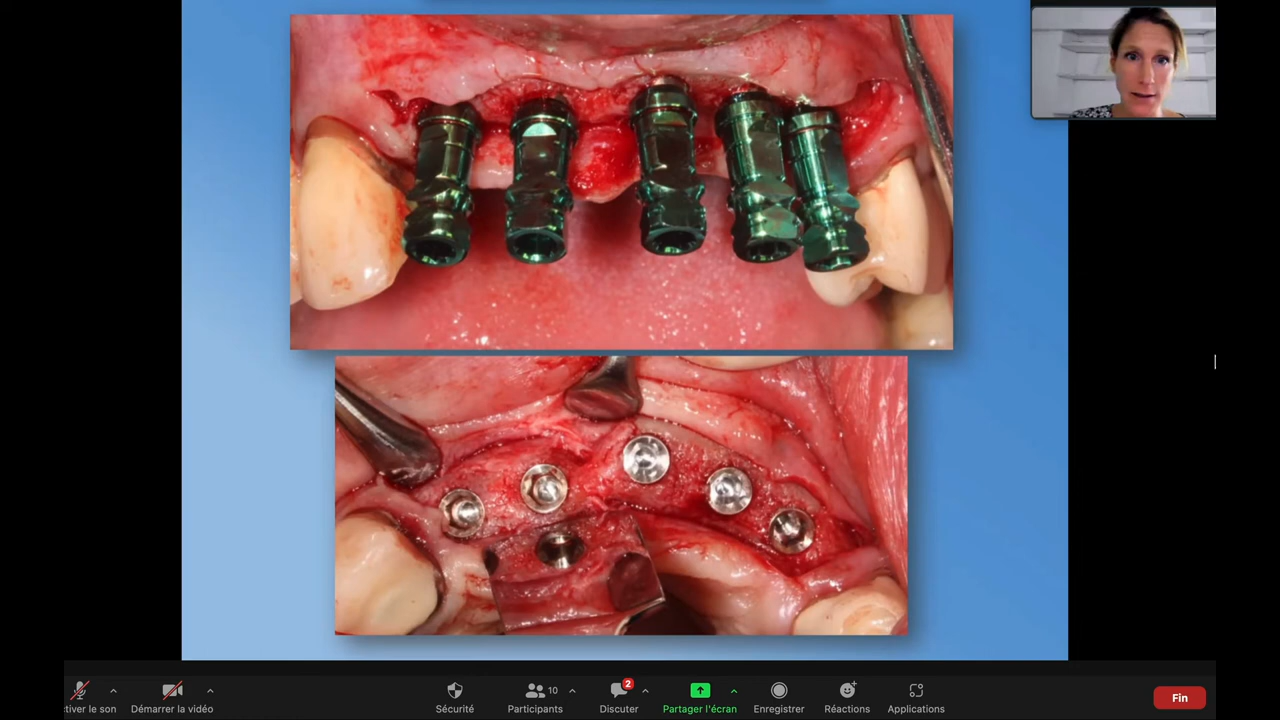 tiver le son
Démarrer la vidéo
Sécurité
Participants
10
Discuter
2
Partager l'écran
Enregistrer
Réactions
Applications
Fin